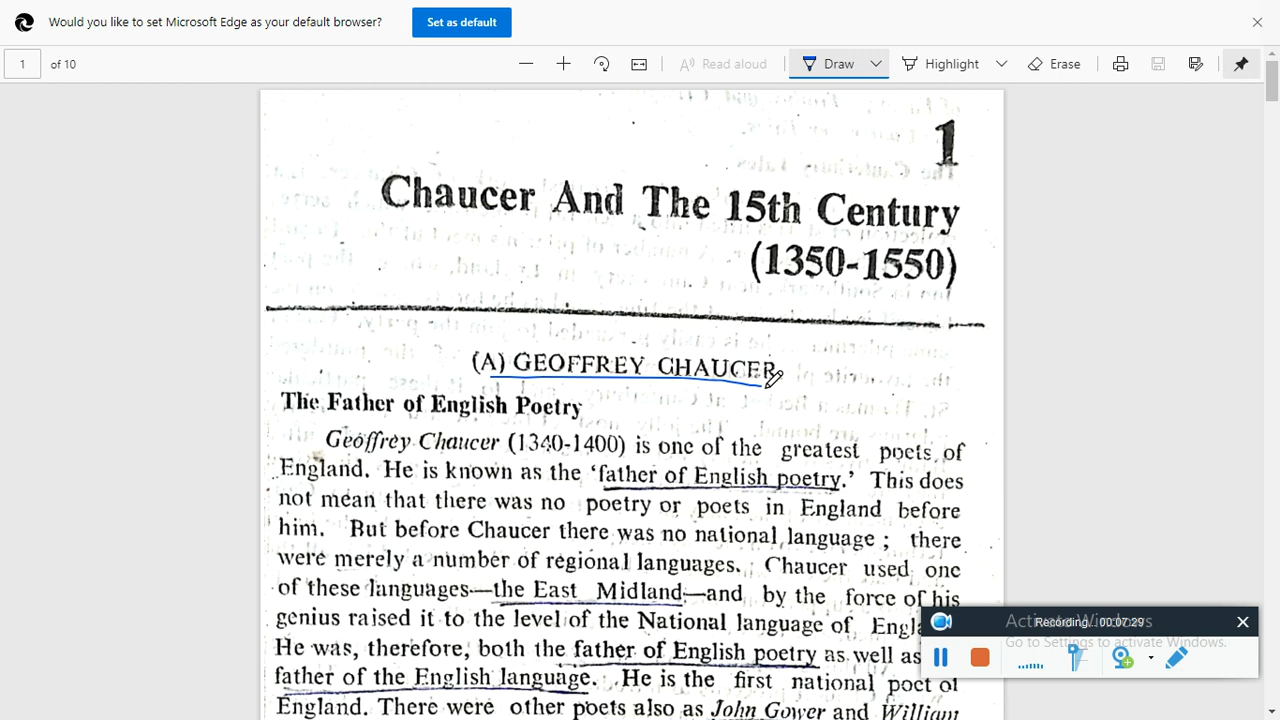 Would you like to set Microsoft Edge as your default browser? Set as default
1 of 10 Read aloud Draw Highlight Erase
1
Chaucer And The 15th Century
(1350-1550)
(A) GEOFFREY CHAUCER
The Father of English Poetry
Geoffrey Chaucer (1340-1400) is one of the greatest poets of
England. He is known as the ‘father of English poetry.’ This does
not mean that there was no poetry or poets in England before
him. But before Chaucer there was no national language ; there
were merely a number of regional languages. Chaucer used one
of these languages—the East Midland—and by the force of his
genius raised it to the level of the National language of Engl
He was, therefore, both the father of English poetry as well as
father of the English language. He is the first national poet of
England. There were other poets also as John Gower and William
Activate Windows
Recording... 00:07:29
Go to Settings to activate Windows.